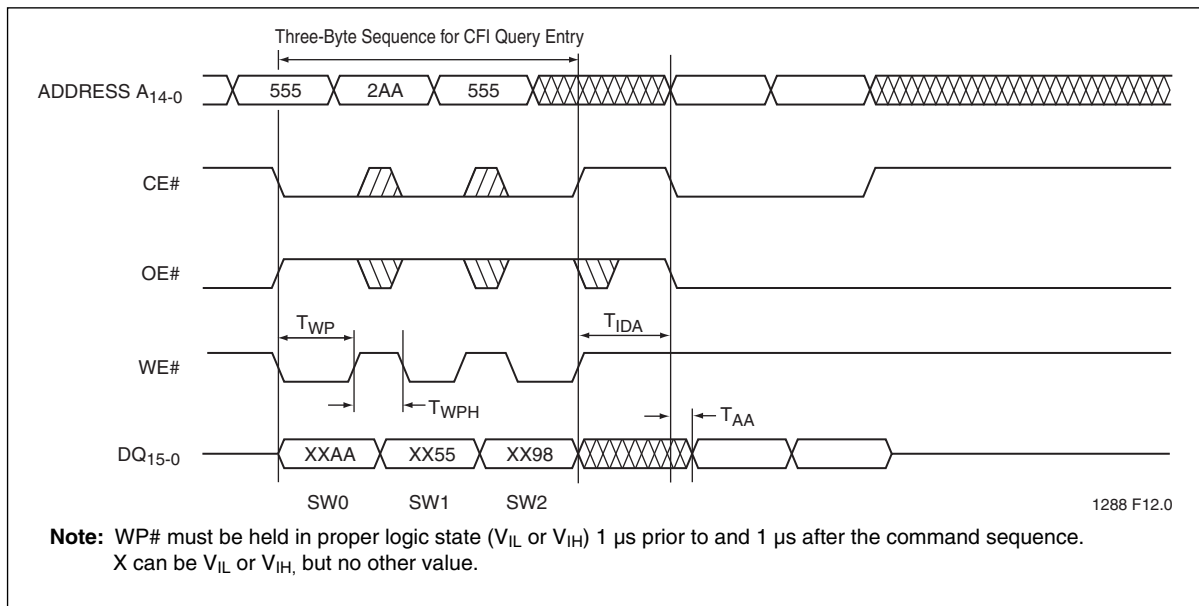 Three-Byte Sequence for CFI Query Entry
ADDRESS A14-0
555
2AA
555
CE#
OE#
TWP
TIDA
WE#
TWPH
TAA
DQ15-0
XXAA
XX55
XX98
SW0
SW1
SW2
1288 F12.0
Note: WP# must be held in proper logic state (VIL or VIH) 1 µs prior to and 1 µs after the command sequence.
X can be VIL or VIH, but no other value.